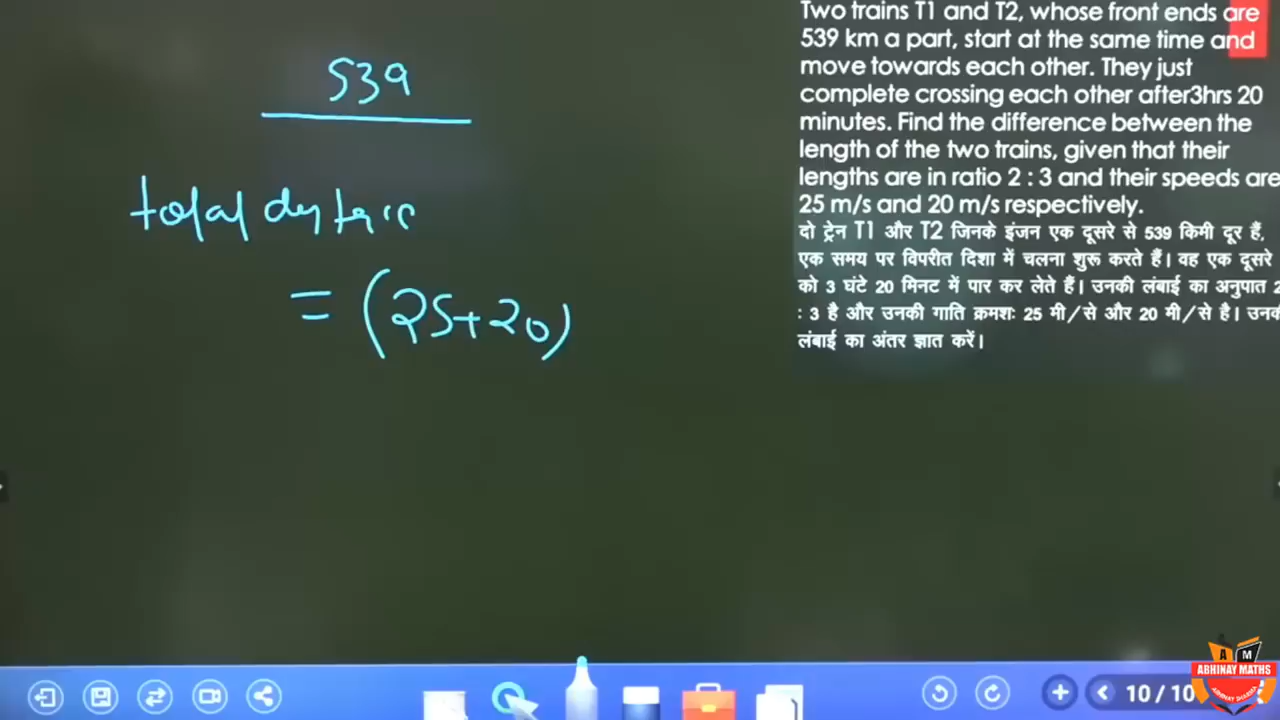 539
total distance
= (25+20)
Two trains T1 and T2, whose front ends are
539 km a part, start at the same time and
move towards each other. They just
complete crossing each other after3hrs 20
minutes. Find the difference between the
length of the two trains, given that their
lengths are in ratio 2 : 3 and their speeds are
25 m/s and 20 m/s respectively.
दो ट्रेन T1 और T2 जिनके इंजन एक दूसरे से 539 किमी दूर हैं,
एक समय पर विपरीत दिशा में चलना शुरू करते हैं। वह एक दूसरे
को 3 घंटे 20 मिनट में पार कर लेते हैं। उनकी लंबाई का अनुपात 2
: 3 है और उनकी गाति क्रमशः 25 मी/से और 20 मी/से है। उनक
लंबाई का अंतर ज्ञात करें।
10 / 10
A M
ABHINAY MATHS
ABHINAY SHARMA